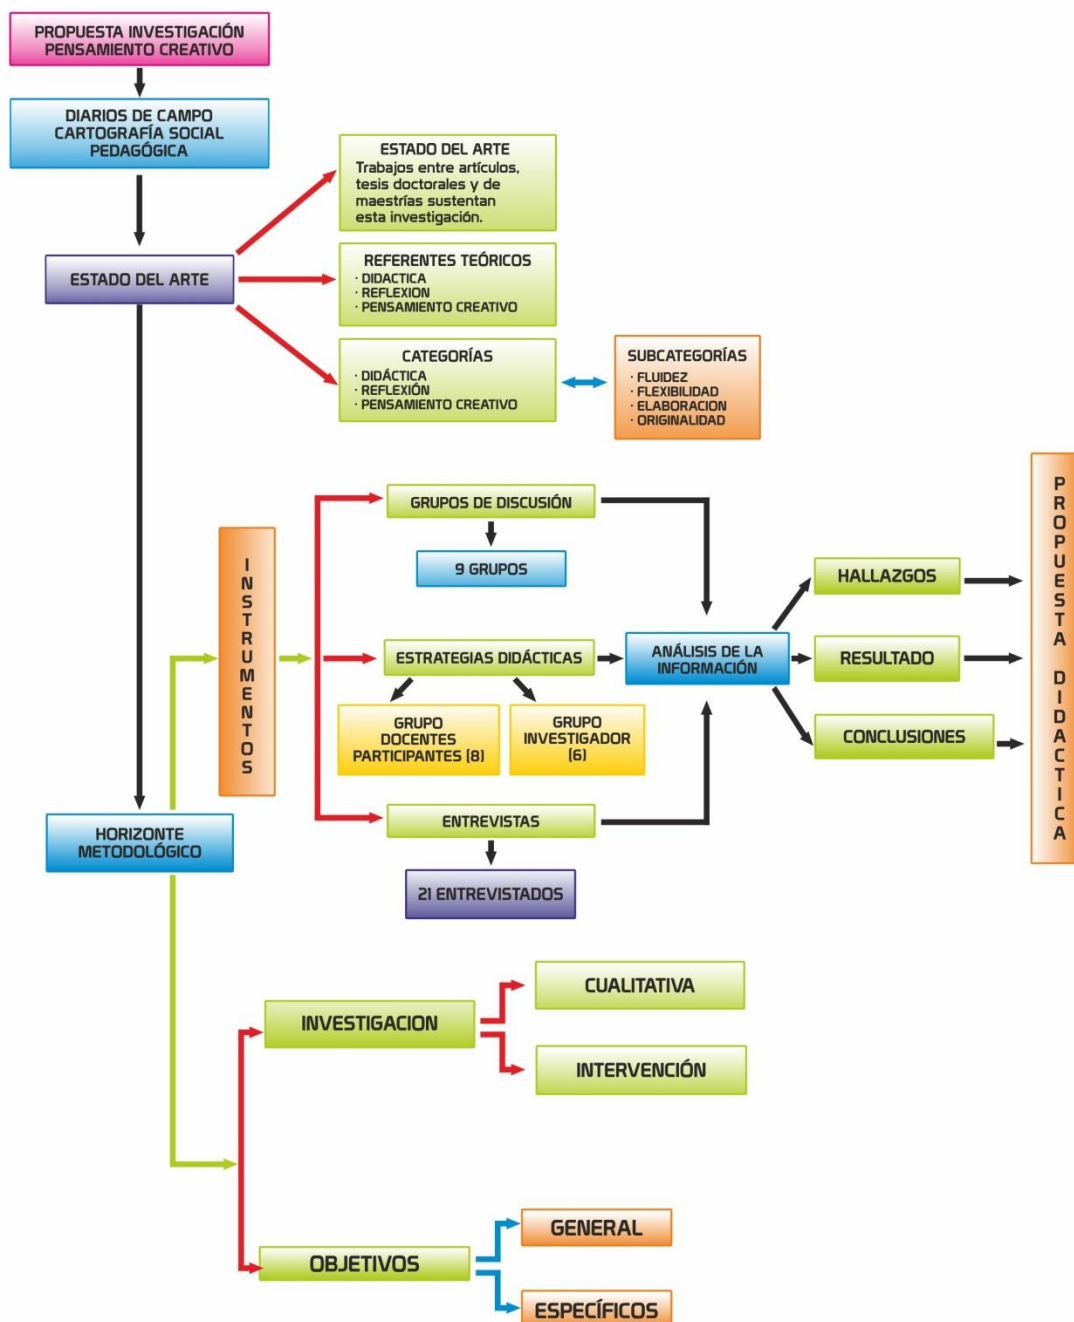 PROPUESTA INVESTIGACIÓN
PENSAMIENTO CREATIVO
DIARIOS DE CAMPO
CARTOGRAFÍA SOCIAL
PEDAGÓGICA
ESTADO DEL ARTE
ESTADO DEL ARTE
Trabajos entre artículos,
tesis doctorales y de
maestrías sustentan
esta investigación.
REFERENTES TEÓRICOS
· DIDACTICA
· REFLEXION
· PENSAMIENTO CREATIVO
CATEGORÍAS
· DIDÁCTICA
· REFLEXIÓN
· PENSAMIENTO CREATIVO
SUBCATEGORÍAS
· FLUIDEZ
· FLEXIBILIDAD
· ELABORACION
· ORIGINALIDAD
HORIZONTE
METODOLÓGICO
INSTRUMENTOS
GRUPOS DE DISCUSIÓN
9 GRUPOS
ESTRATEGIAS DIDÁCTICAS
GRUPO
DOCENTES
PARTICIPANTES (8)
GRUPO
INVESTIGADOR
(6)
ENTREVISTAS
21 ENTREVISTADOS
ANÁLISIS DE LA
INFORMACIÓN
HALLAZGOS
RESULTADO
CONCLUSIONES
PROPUESTA DIDACTICA
INVESTIGACION
CUALITATIVA
INTERVENCIÓN
OBJETIVOS
GENERAL
ESPECÍFICOS